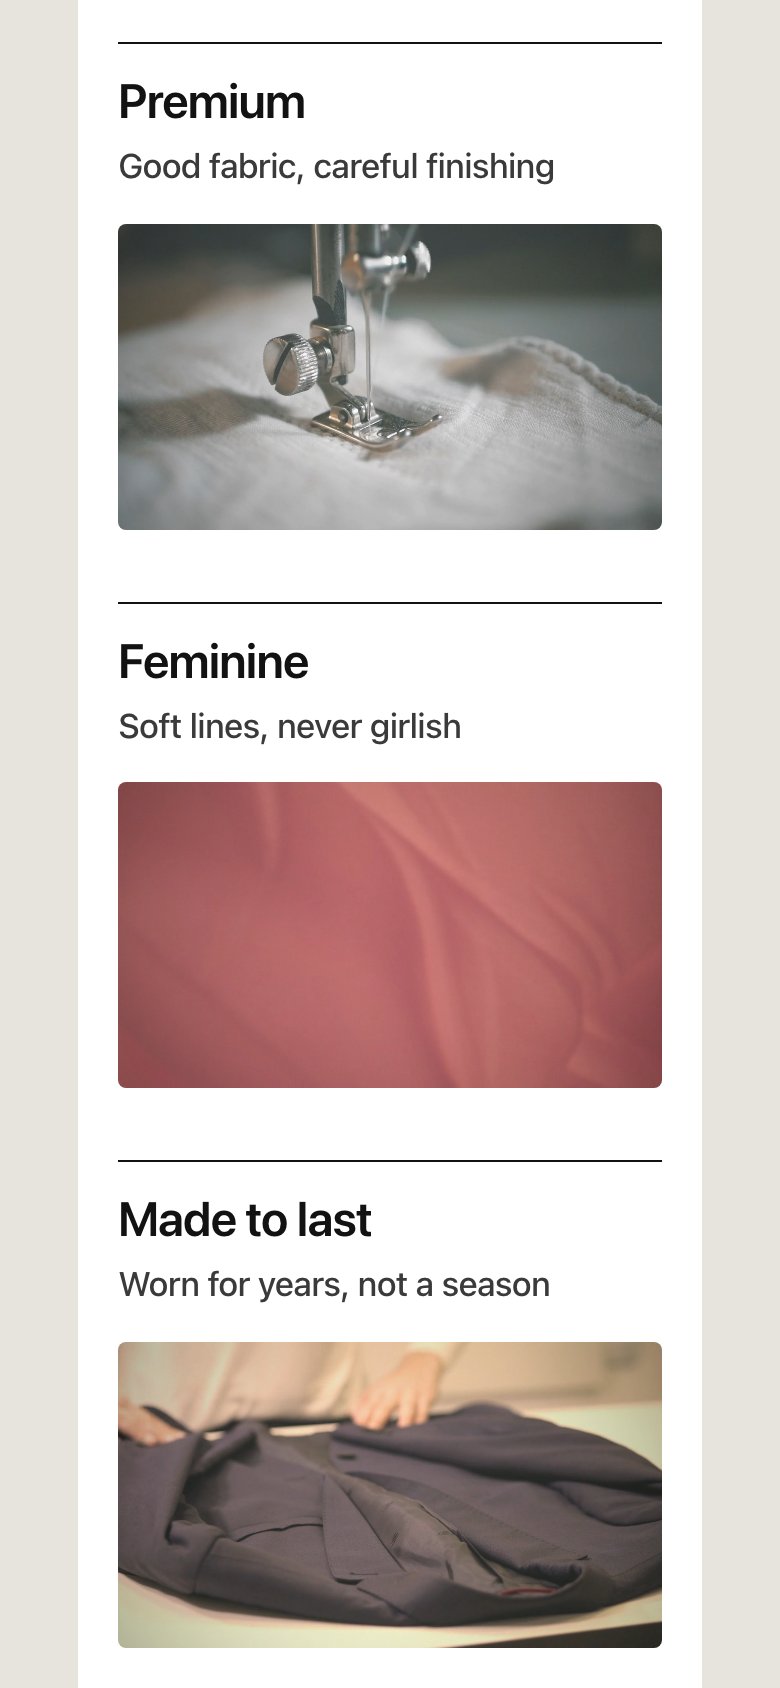 Premium
Good fabric, careful finishing
Feminine
Soft lines, never girlish
Made to last
Worn for years, not a season